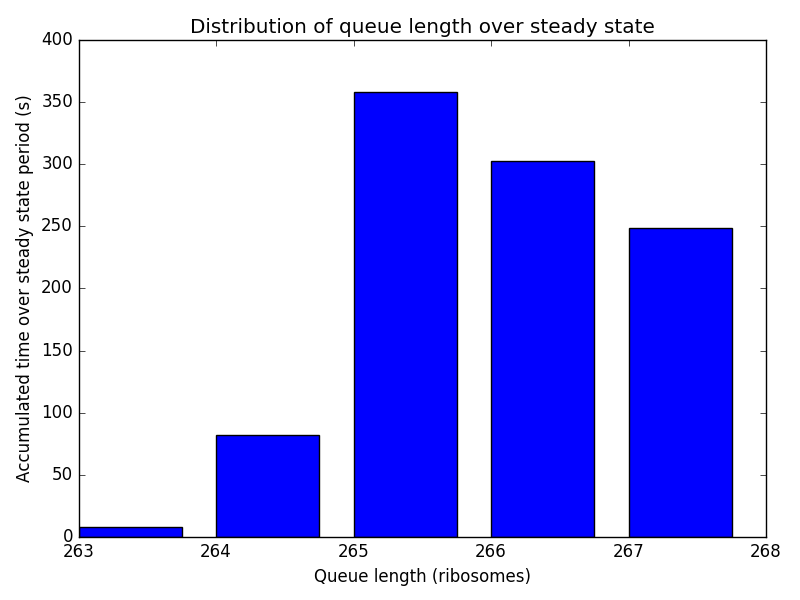 Distribution of queue length over steady state
Accumulated time over steady state period (s)
400
350
300
250
200
150
100
50
0
263 264 265 266 267 268
Queue length (ribosomes)